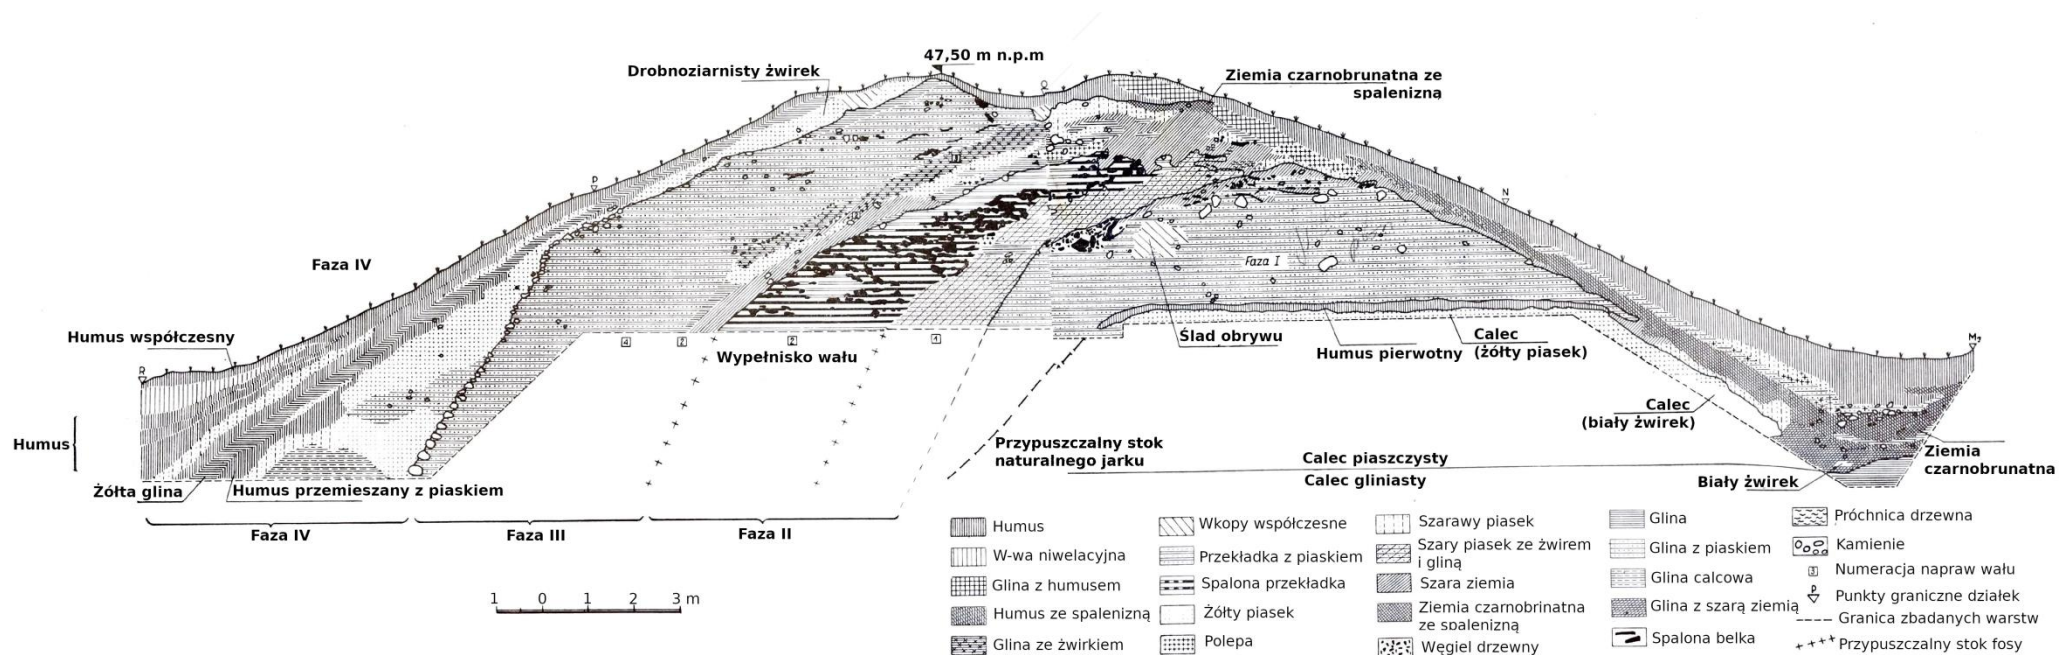 47,50 m n.p.m
Drobnoziarnisty żwirek
Ziemia czarnobrunatna ze
spalenizną
Q
P
N
3
Faza IV
Faza I
Humus współczesny
R
M,
4
2
2
1
Wypełnisko wału
Ślad obrywu
Humus pierwotny
Calec
(żółty piasek)
Calec
(biały żwirek)
Humus
Przypuszczalny stok
naturalnego jarku
Calec piaszczysty
Calec gliniasty
Ziemia
czarnobrunatna
Biały żwirek
Żółta glina
Humus przemieszany z piaskiem
Faza IV
Faza III
Faza II
1 0 1 2 3 m
Humus
W-wa niwelacyjna
Glina z humusem
Humus ze spalenizną
Glina ze żwirkiem
Wkopy współczesne
Przekładka z piaskiem
Spalona przekładka
Żółty piasek
Polepa
Szarawy piasek
Szary piasek ze żwirem
i gliną
Szara ziemia
Ziemia czarnobrinatna
ze spalenizną
Węgiel drzewny
Glina
Glina z piaskiem
Glina calcowa
Glina z szarą ziemią
Spalona belka
Próchnica drzewna
Kamienie
3 Numeracja napraw wału
P Punkty graniczne działek
Granica zbadanych warstw
Przypuszczalny stok fosy